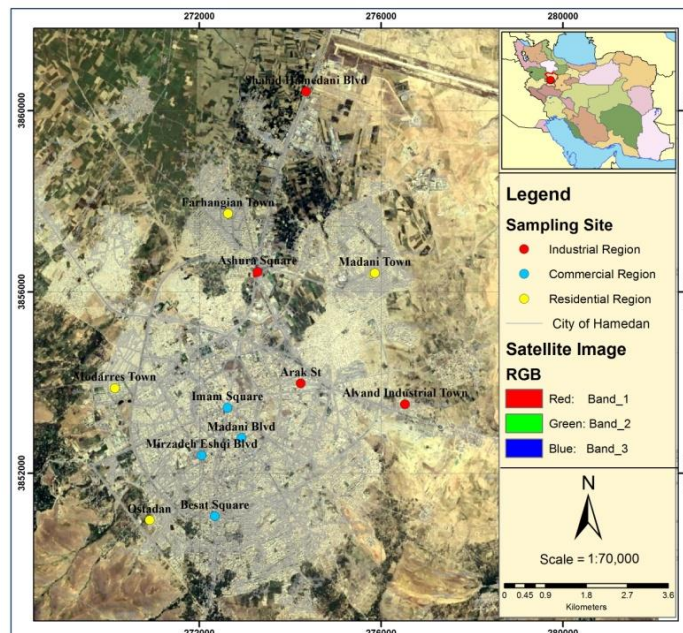 272000 276000 280000
3860000
3856000
3852000
Shahid Hamedani Blvd
Farhangian Town
Ashura Square
Madani Town
Modarres Town
Arak St
Alvand Industrial Town
Imam Square
Madani Blvd
Mirzadeh Eshqi Blvd
Ostadan
Besat Square
272000 276000 280000
Legend
Sampling Site
Industrial Region
Commercial Region
Residential Region
City of Hamedan
Satellite Image
RGB
Red: Band_1
Green: Band_2
Blue: Band_3
N
Scale = 1:70,000
0 0.45 0.9 1.8 2.7 3.6
Kilometers
3860000
3856000
3852000